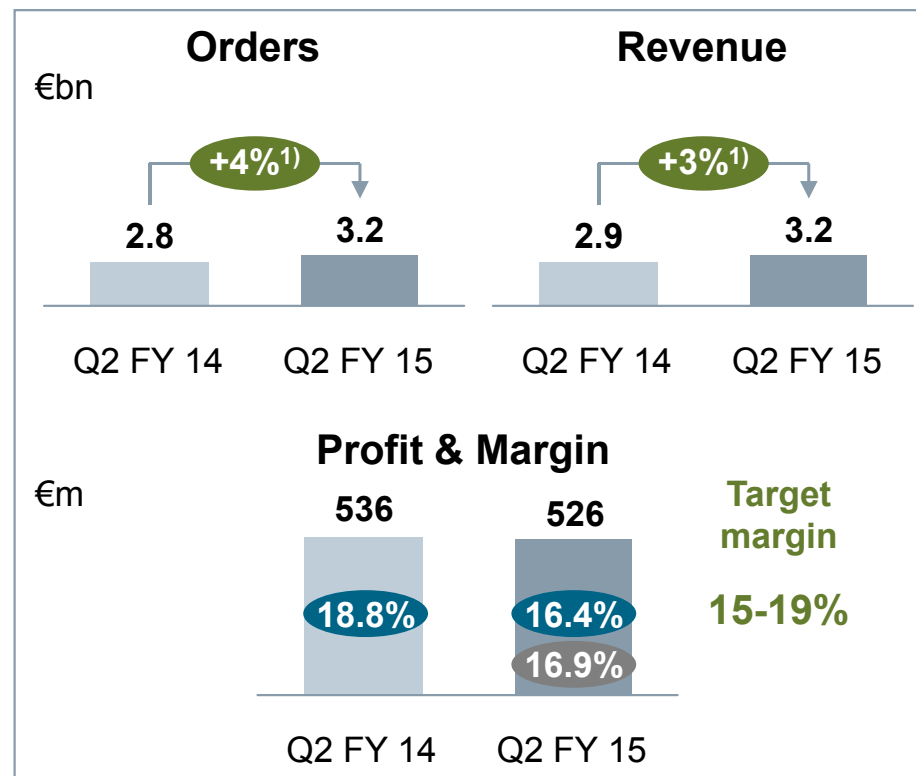 Orders
Revenue
€bn
+4%1)
+3%1)
2.8
3.2
2.9
3.2
Q2 FY 14
Q2 FY 15
Q2 FY 14
Q2 FY 15
Profit & Margin
€m
536
526
Target
margin
18.8%
16.4%
15-19%
16.9%
Q2 FY 14
Q2 FY 15